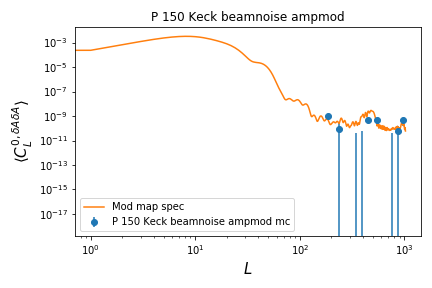 P 150 Keck beamnoise ampmod
10⁻³
10⁻⁵
10⁻⁷
10⁻⁹
10⁻¹¹
10⁻¹³
10⁻¹⁵
10⁻¹⁷
⟨C_L^{0, δAδA}⟩
Mod map spec
P 150 Keck beamnoise ampmod mc
10⁰ 10¹ 10² 10³
L